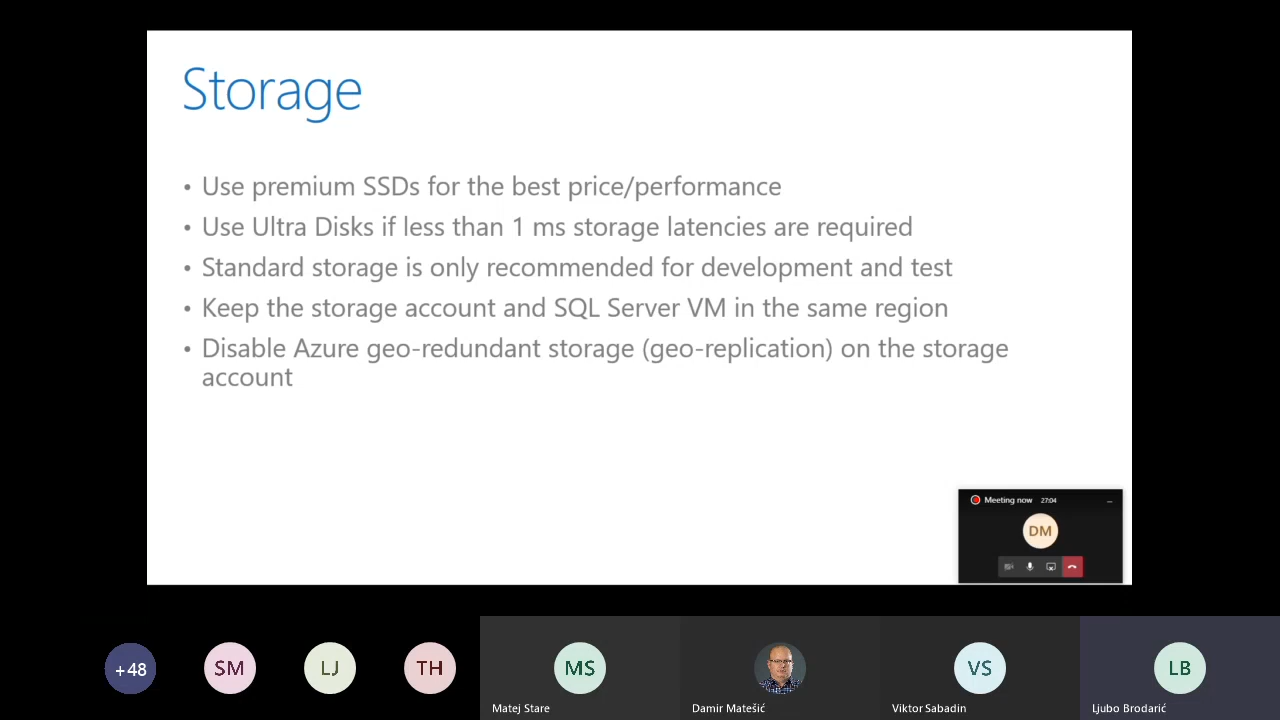 Storage
• Use premium SSDs for the best price/performance
• Use Ultra Disks if less than 1 ms storage latencies are required
• Standard storage is only recommended for development and test
• Keep the storage account and SQL Server VM in the same region
• Disable Azure geo-redundant storage (geo-replication) on the storage
account
Meeting now 27:04
DM
+48
SM
LJ
TH
MS
VS
LB
Matej Stare
Damir Matešić
Viktor Sabadin
Ljubo Brodarić